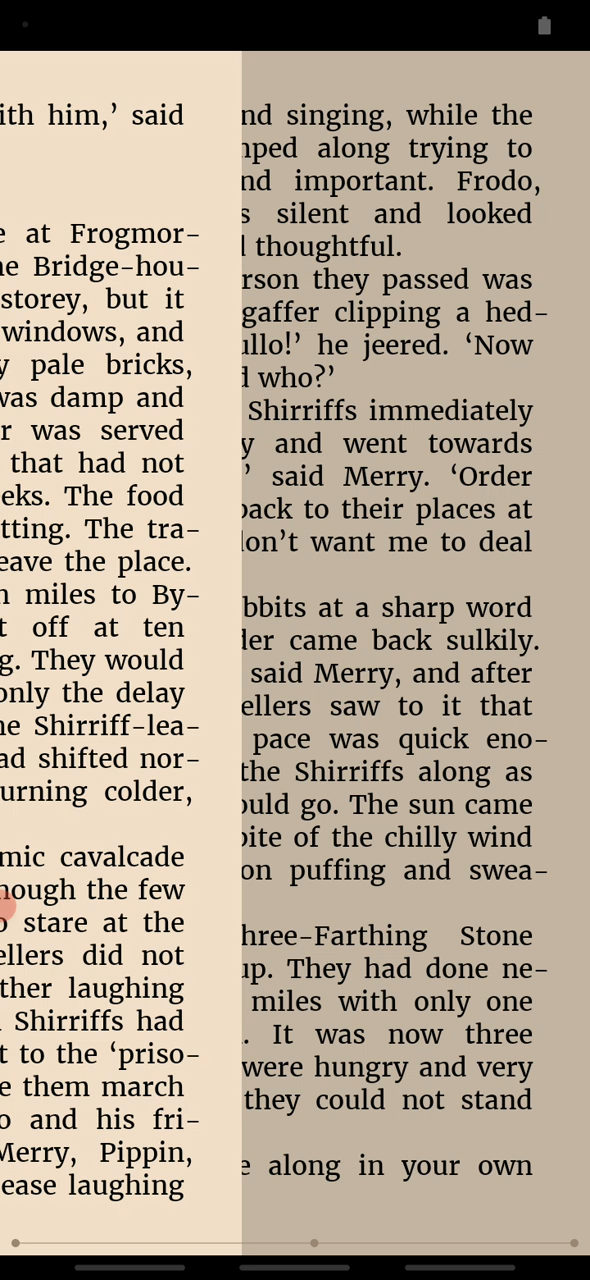 ith him,’ said
e at Frogmor-
ne Bridge-hou-
storey, but it
windows, and
y pale bricks,
was damp and
r was served
that had not
eeks. The food
tting. The tra-
eave the place.
n miles to By-
t off at ten
g. They would
only the delay
ne Shirriff-lea-
ad shifted nor-
urning colder,
mic cavalcade
hough the few
o stare at the
ellers did not
ther laughing
Shirriffs had
t to the ‘priso-
e them march
o and his fri-
Merry, Pippin,
ease laughing
nd singing, while the
mped along trying to
nd important. Frodo,
s silent and looked
d thoughtful.
rson they passed was
gaffer clipping a hed-
ullo!’ he jeered. ‘Now
d who?’
Shirriffs immediately
y and went towards
’ said Merry. ‘Order
back to their places at
don’t want me to deal
bbits at a sharp word
der came back sulkily.
said Merry, and after
ellers saw to it that
pace was quick eno-
the Shirriffs along as
ould go. The sun came
pite of the chilly wind
on puffing and swea-
hree-Farthing Stone
up. They had done ne-
miles with only one
. It was now three
were hungry and very
they could not stand
e along in your own